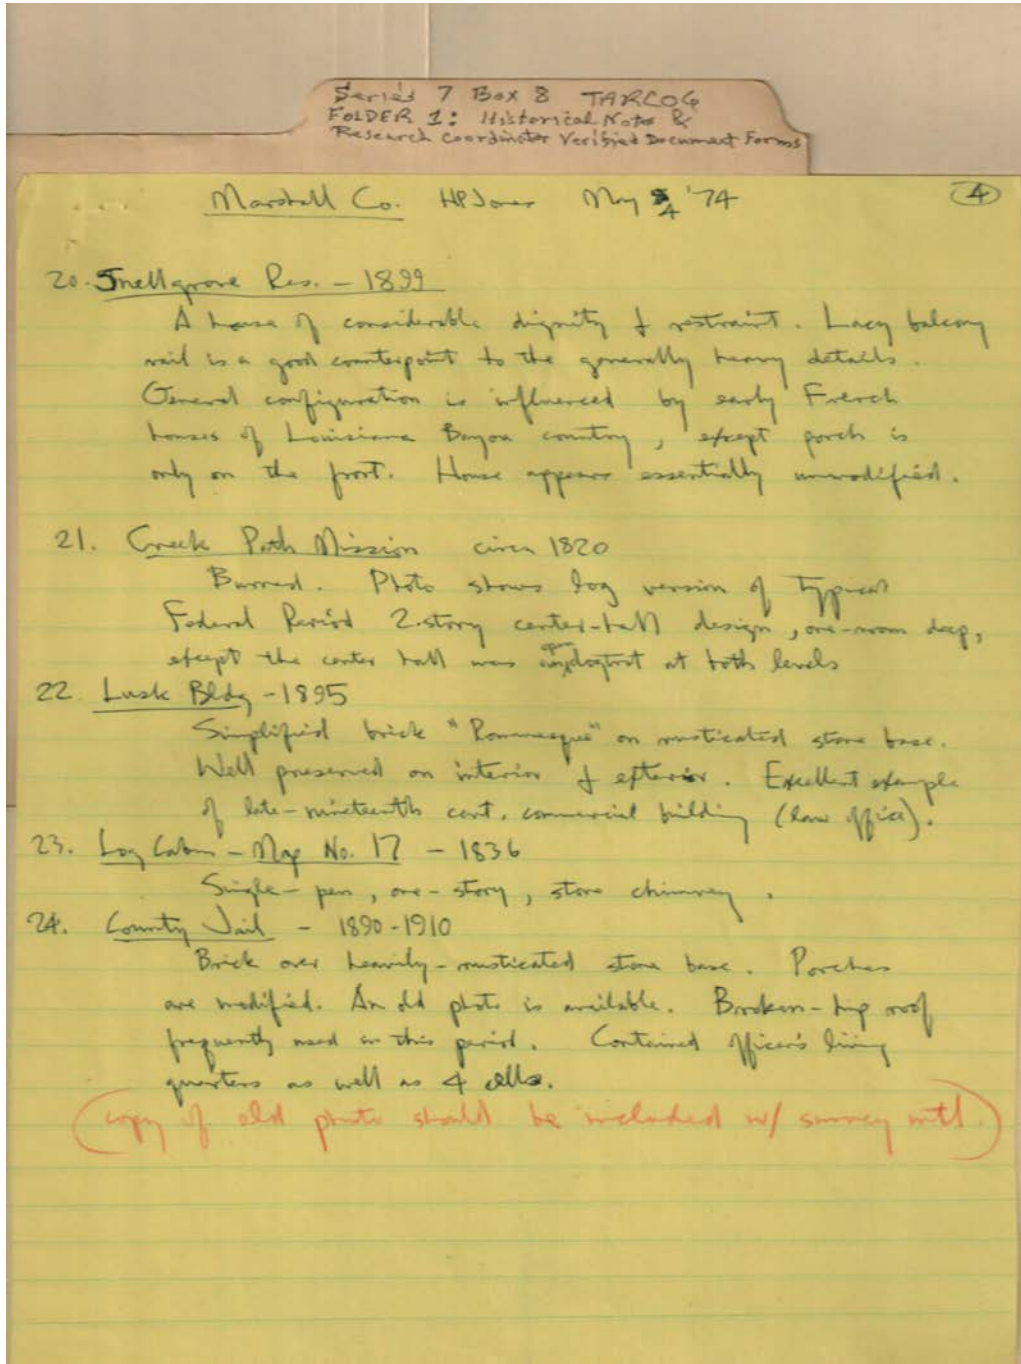 Series 7 Box 8 TARCOG
FOLDER 1: Historical Note &
Research Coordinator Verified Document Forms
Marshall Co. HPJones May 4 '74
4
20. Snellgrove Res. - 1899
A house of considerable dignity & restraint. Lacy balcony
rail is a good counterpoint to the generally heavy details.
General configuration is influenced by early French
houses of Louisiana Bayou country, except porch is
only on the front. House appears essentially unmodified.
21. Creek Path Mission circa 1820
Burned. Photo shows log version of typical
Federal Period 2-story center-hall design, one-room deep,
except the center hall was open dogtrot at both levels
22 Lusk Bldg - 1895
Simplified brick "Romanesque" on rusticated stone base.
Well preserved on interior & exterior. Excellent example
of late-nineteenth cent. commercial building (law office).
23. Log Cabin - Map No. 17 - 1836
Single-pen, one-story, stone chimney.
24. County Jail - 1890-1910
Brick over heavily-rusticated stone base. Porches
are modified. An old photo is available. Broken-hip roof
frequently used in this period. Contained officer's living
quarters as well as 4 cells.
(copy of old photo should be included w/ survey mtl.)